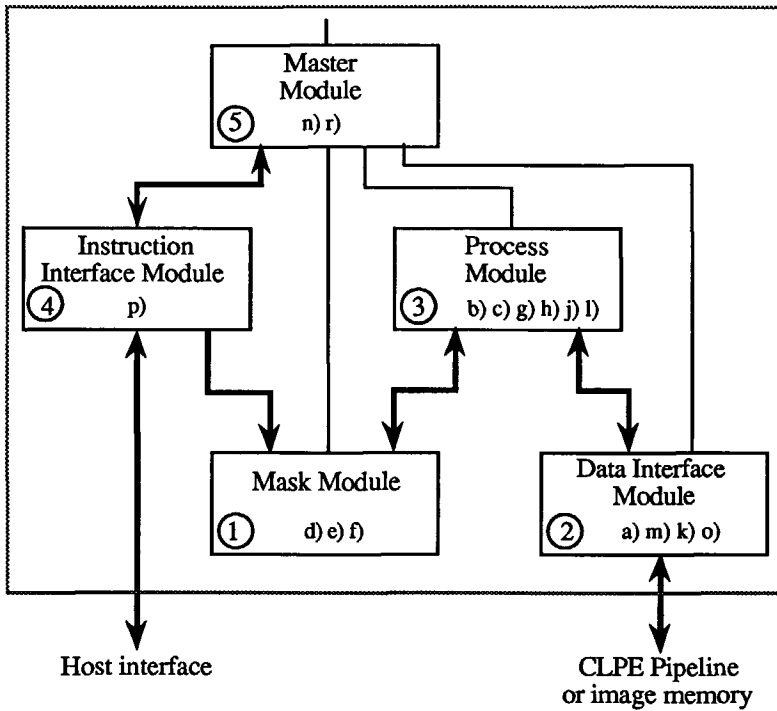 Master
Module
5
n) r)
Instruction
Interface Module
4
p)
Process
Module
3
b) c) g) h) j) l)
Mask Module
1
d) e) f)
Data Interface
Module
2
a) m) k) o)
Host interface
CLPE Pipeline
or image memory